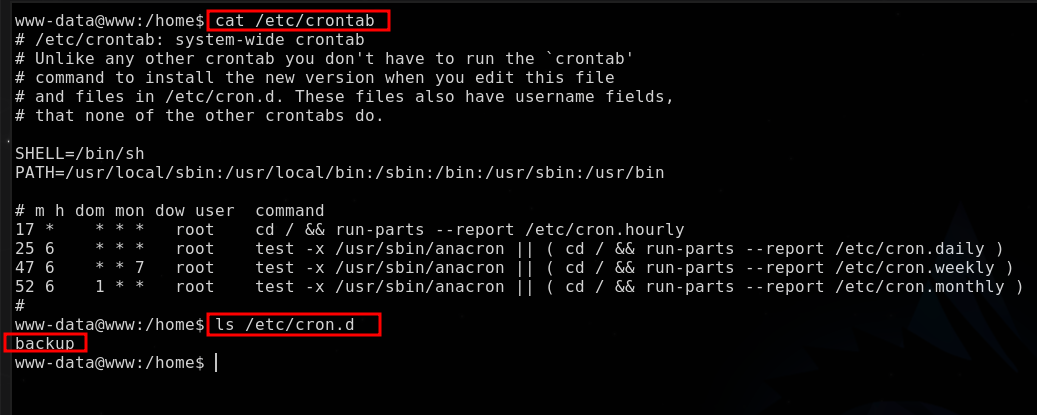 www-data@www:/home$ cat /etc/crontab
# /etc/crontab: system-wide crontab
# Unlike any other crontab you don't have to run the `crontab'
# command to install the new version when you edit this file
# and files in /etc/cron.d. These files also have username fields,
# that none of the other crontabs do.

SHELL=/bin/sh
PATH=/usr/local/sbin:/usr/local/bin:/sbin:/bin:/usr/sbin:/usr/bin

# m h dom mon dow user  command
17 *    * * *   root    cd / && run-parts --report /etc/cron.hourly
25 6    * * *   root    test -x /usr/sbin/anacron || ( cd / && run-parts --report /etc/cron.daily )
47 6    * * 7   root    test -x /usr/sbin/anacron || ( cd / && run-parts --report /etc/cron.weekly )
52 6    1 * *   root    test -x /usr/sbin/anacron || ( cd / && run-parts --report /etc/cron.monthly )
#
www-data@www:/home$ ls /etc/cron.d
backup
www-data@www:/home$